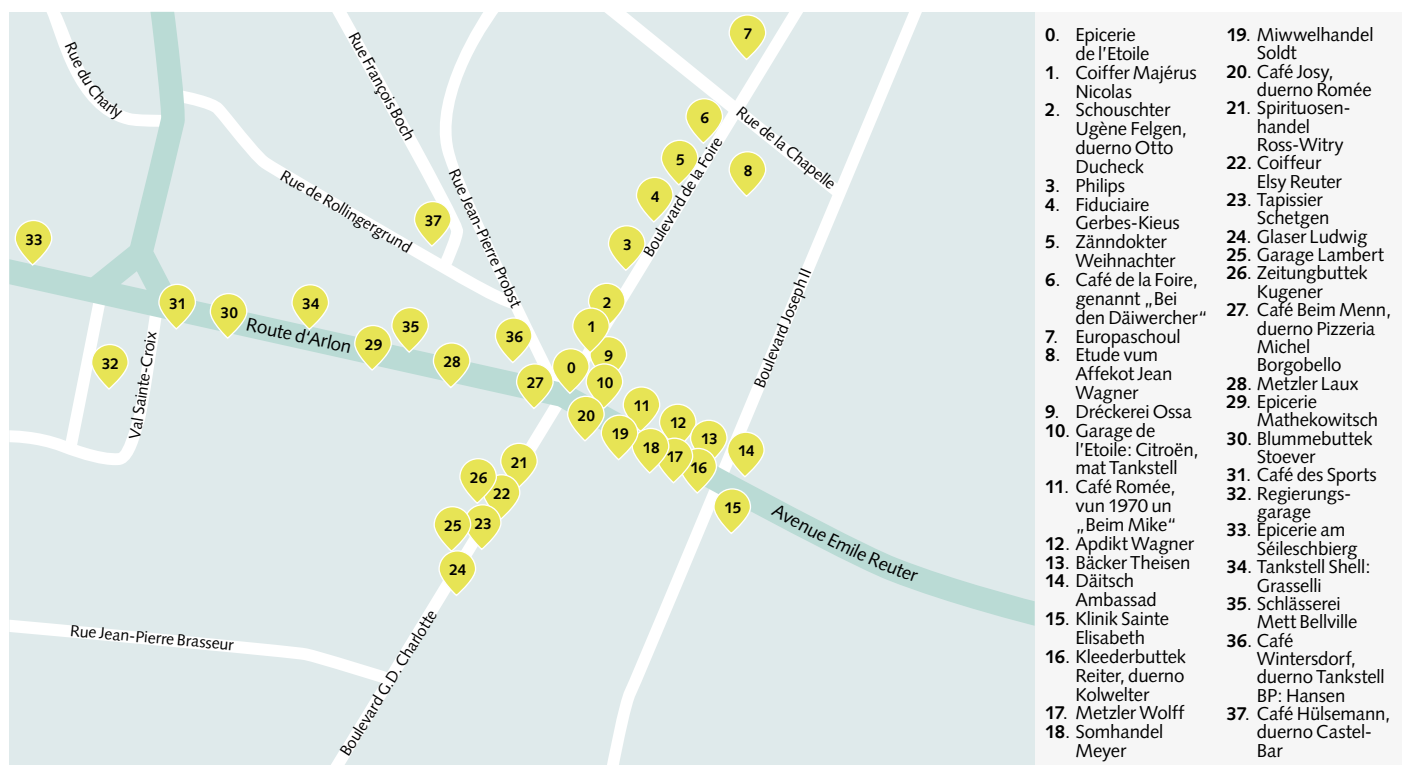 Rue du Charly
Rue François Boch
Rue Jean-Pierre Probst
Rue de Rollingergrund
Boulevard de la Foire
Rue de la Chapelle
Boulevard Joseph II
Route d'Arlon
Val Sainte-Croix
Avenue Emile Reuter
Rue Jean-Pierre Brasseur
Boulevard G.D. Charlotte
7
6
5
8
4
37
33
3
2
31
34
30
1
35
36
29
9
28
32
0
27
10
11
20
12
19
13
18
14
17
16
21
26
22
15
25
23
24
0. Epicerie
de l'Etoile
1. Coiffer Majérus
Nicolas
2. Schouschter
Ugène Felgen,
duerno Otto
Ducheck
3. Philips
4. Fiduciaire
Gerbes-Kieus
5. Zänndokter
Weihnachter
6. Café de la Foire,
genannt „Bei
den Däiwercher“
7. Europaschoul
8. Etude vum
Affekot Jean
Wagner
9. Dréckerei Ossa
10. Garage de
l'Etoile: Citroën,
mat Tankstell
11. Café Romée,
vun 1970 un
„Beim Mike“
12. Apdikt Wagner
13. Bäcker Theisen
14. Däitsch
Ambassad
15. Klinik Sainte
Elisabeth
16. Kleederbuttek
Reiter, duerno
Kolwelter
17. Metzler Wolff
18. Somhandel
Meyer
19. Miwwelhandel
Soldt
20. Café Josy,
duerno Romée
21. Spirituosen-
handel
Ross-Witry
22. Coiffeur
Elsy Reuter
23. Tapissier
Schetgen
24. Glaser Ludwig
25. Garage Lambert
26. Zeitungbuttek
Kugener
27. Café Beim Menn,
duerno Pizzeria
Michel
Borgobello
28. Metzler Laux
29. Epicerie
Mathekowitsch
30. Blummebuttek
Stoever
31. Café des Sports
32. Regierungs-
garage
33. Epicerie am
Séileschbierg
34. Tankstell Shell:
Grasselli
35. Schlässerei
Mett Bellville
36. Café
Wintersdorf,
duerno Tankstell
BP: Hansen
37. Café Hülsemann,
duerno Castel-
Bar